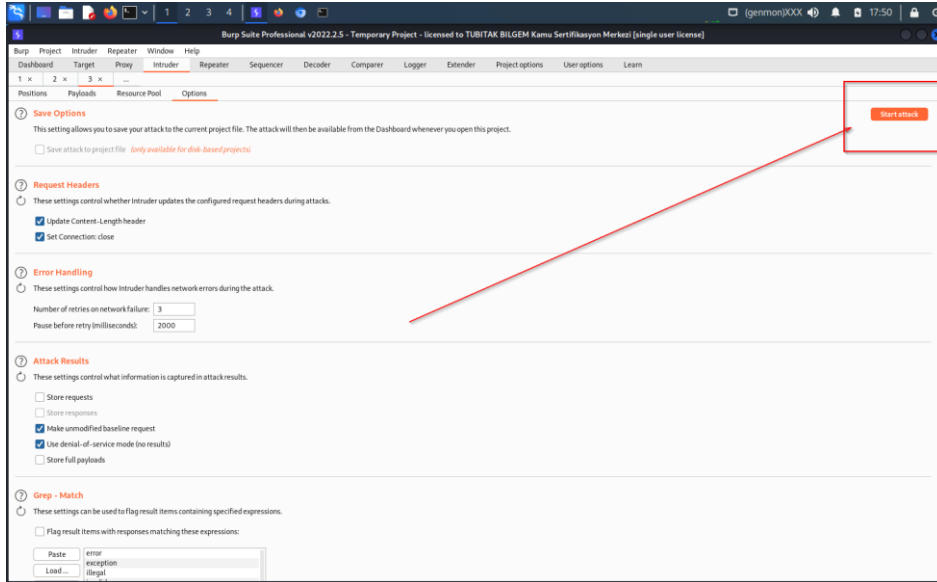 1 2 3 4 (genmon)XXX 17:50
Burp Suite Professional v2022.2.5 - Temporary Project - licensed to TUBITAK BILGEM Kamu Sertifikasyon Merkezi [single user license]
Burp Project Intruder Repeater Window Help
Dashboard Target Proxy Intruder Repeater Sequencer Decoder Comparer Logger Extender Project options User options Learn
1 × 2 × 3 × ...
Positions Payloads Resource Pool Options
Save Options
Start attack
This setting allows you to save your attack to the current project file. The attack will then be available from the Dashboard whenever you open this project.
Save attack to project file (only available for disk-based projects)
Request Headers
These settings control whether Intruder updates the configured request headers during attacks.
Update Content-Length header
Set Connection: close
Error Handling
These settings control how Intruder handles network errors during the attack.
Number of retries on network failure: 3
Pause before retry (milliseconds): 2000
Attack Results
These settings control what information is captured in attack results.
Store requests
Store responses
Make unmodified baseline request
Use denial-of-service mode (no results)
Store full payloads
Grep - Match
These settings can be used to flag result items containing specified expressions.
Flag result items with responses matching these expressions:
Paste error
exception
Load ... illegal